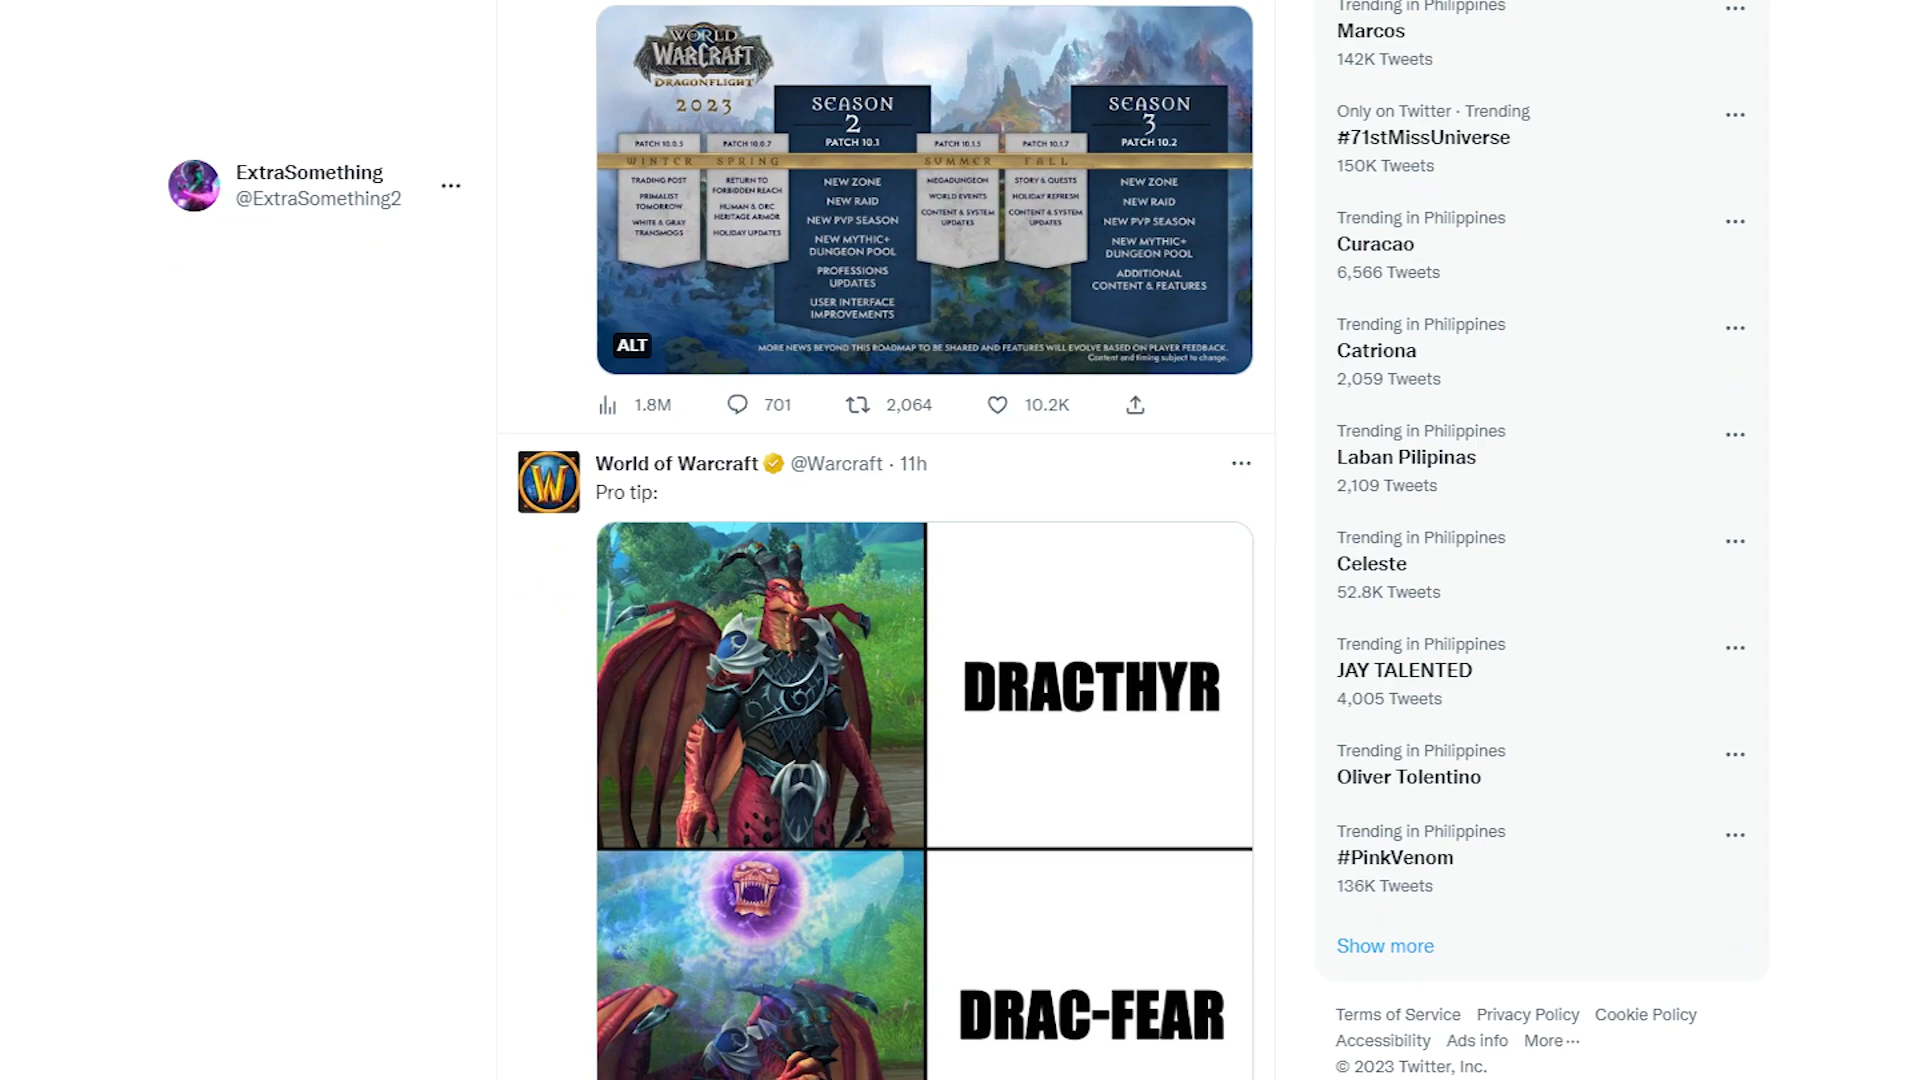 ExtraSomething
@ExtraSomething2
WORLD
WARCRAFT
DRAGONFLIGHT
2023
PATCH 10.0.5
WINTER
TRADING POST
PRIMALIST
TOMORROW
WHITE & GRAY
TRANSMOGS
PATCH 10.0.7
SPRING
RETURN TO
FORBIDDEN REACH
HUMAN & ORC
HERITAGE ARMOR
HOLIDAY UPDATES
SEASON
2
PATCH 10.1
NEW ZONE
NEW RAID
NEW PVP SEASON
NEW MYTHIC+
DUNGEON POOL
PROFESSIONS
UPDATES
USER INTERFACE
IMPROVEMENTS
PATCH 10.1.5
SUMMER
MEGADUNGEON
WORLD EVENTS
CONTENT & SYSTEM
UPDATES
PATCH 10.1.7
FALL
STORY & QUESTS
HOLIDAY REFRESH
CONTENT & SYSTEM
UPDATES
SEASON
3
PATCH 10.2
NEW ZONE
NEW RAID
NEW PVP SEASON
NEW MYTHIC+
DUNGEON POOL
ADDITIONAL
CONTENT & FEATURES
ALT
MORE NEWS BEYOND THIS ROADMAP TO BE SHARED AND FEATURES WILL EVOLVE BASED ON PLAYER FEEDBACK.
Content and timing subject to change.
1.8M 701 2,064 10.2K
W
World of Warcraft @Warcraft · 11h
Pro tip:
DRACTHYR
DRAC-FEAR
Trending in Philippines
Marcos
142K Tweets
Only on Twitter · Trending
#71stMissUniverse
150K Tweets
Trending in Philippines
Curacao
6,566 Tweets
Trending in Philippines
Catriona
2,059 Tweets
Trending in Philippines
Laban Pilipinas
2,109 Tweets
Trending in Philippines
Celeste
52.8K Tweets
Trending in Philippines
JAY TALENTED
4,005 Tweets
Trending in Philippines
Oliver Tolentino
Trending in Philippines
#PinkVenom
136K Tweets
Show more
Terms of Service Privacy Policy Cookie Policy
Accessibility Ads info More ···
© 2023 Twitter, Inc.